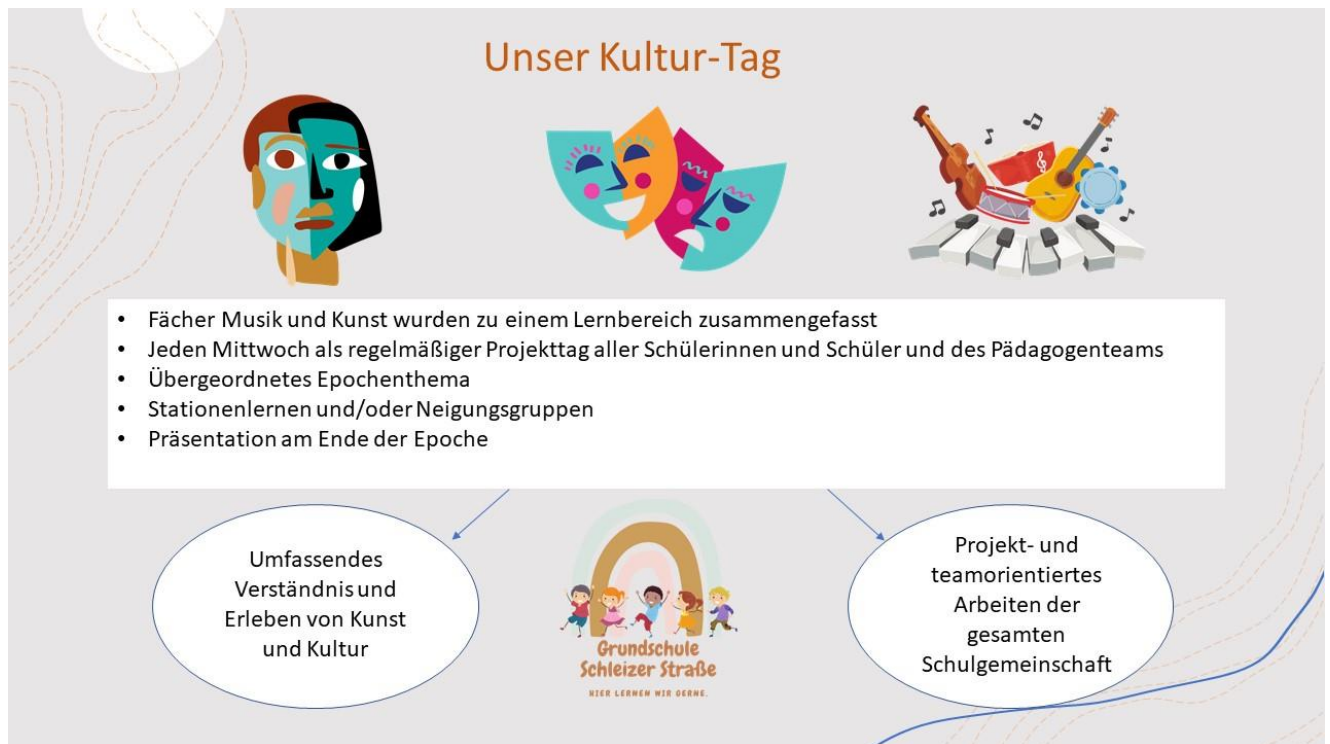 Unser Kultur-Tag
• Fächer Musik und Kunst wurden zu einem Lernbereich zusammengefasst
• Jeden Mittwoch als regelmäßiger Projekttag aller Schülerinnen und Schüler und des Pädagogenteams
• Übergeordnetes Epochenthema
• Stationenlernen und/oder Neigungsgruppen
• Präsentation am Ende der Epoche
Umfassendes
Verständnis und
Erleben von Kunst
und Kultur
Grundschule
Schleizer Straße
HIER LERNEN WIR GERNE.
Projekt- und
teamorientiertes
Arbeiten der
gesamten
Schulgemeinschaft